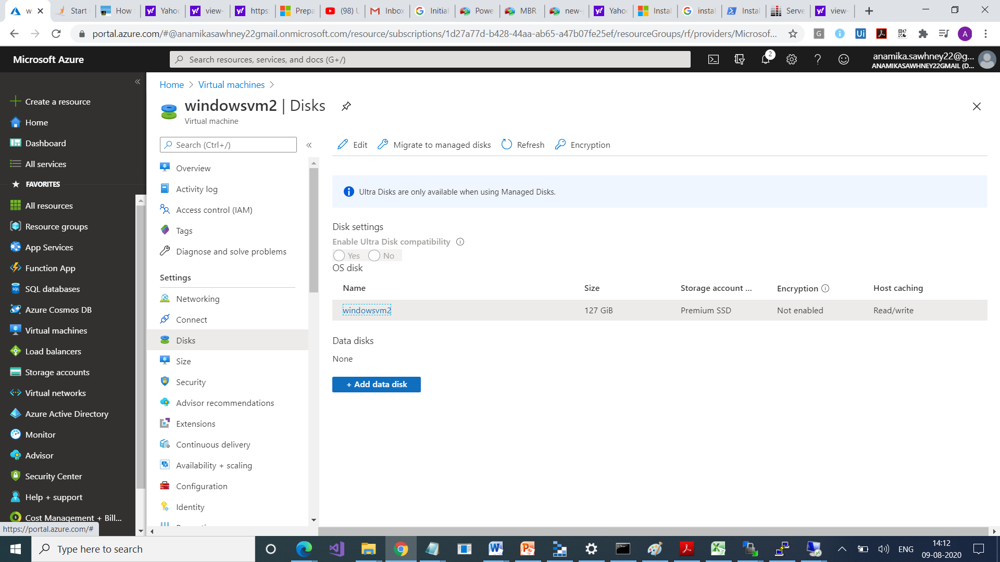 w
Start
How
Yahoo
view-
https:
Prepa
(98) U
Inbox
Initial
Powe
MBR
new-
Yahoo
Instal
instal
Instal
Serve
view-
portal.azure.com/#@anamikasawhney22gmail.onmicrosoft.com/resource/subscriptions/1d27a77d-b428-44aa-ab65-a47b07fe25ef/resourceGroups/rf/providers/Microsof...
G
Ui
A
Microsoft Azure
Search resources, services, and docs (G+/)
2
anamika.sawhney22@g...
ANAMIKASAWHNEY22GMAIL (D...
Create a resource
Home
Dashboard
All services
FAVORITES
All resources
Resource groups
App Services
Function App
SQL databases
Azure Cosmos DB
Virtual machines
Load balancers
Storage accounts
Virtual networks
Azure Active Directory
Monitor
Advisor
Security Center
Help + support
Cost Management + Bill...
https://portal.azure.com/#
Home > Virtual machines >
windowsvm2 | Disks
Virtual machine
Search (Ctrl+/)
Overview
Activity log
Access control (IAM)
Tags
Diagnose and solve problems
Settings
Networking
Connect
Disks
Size
Security
Advisor recommendations
Extensions
Continuous delivery
Availability + scaling
Configuration
Identity
Edit
Migrate to managed disks
Refresh
Encryption
Ultra Disks are only available when using Managed Disks.
Disk settings
Enable Ultra Disk compatibility
Yes No
OS disk
Name Size Storage account ... Encryption Host caching
windowsvm2 127 GiB Premium SSD Not enabled Read/write
Data disks
None
+ Add data disk
Type here to search
ENG
14:12
09-08-2020